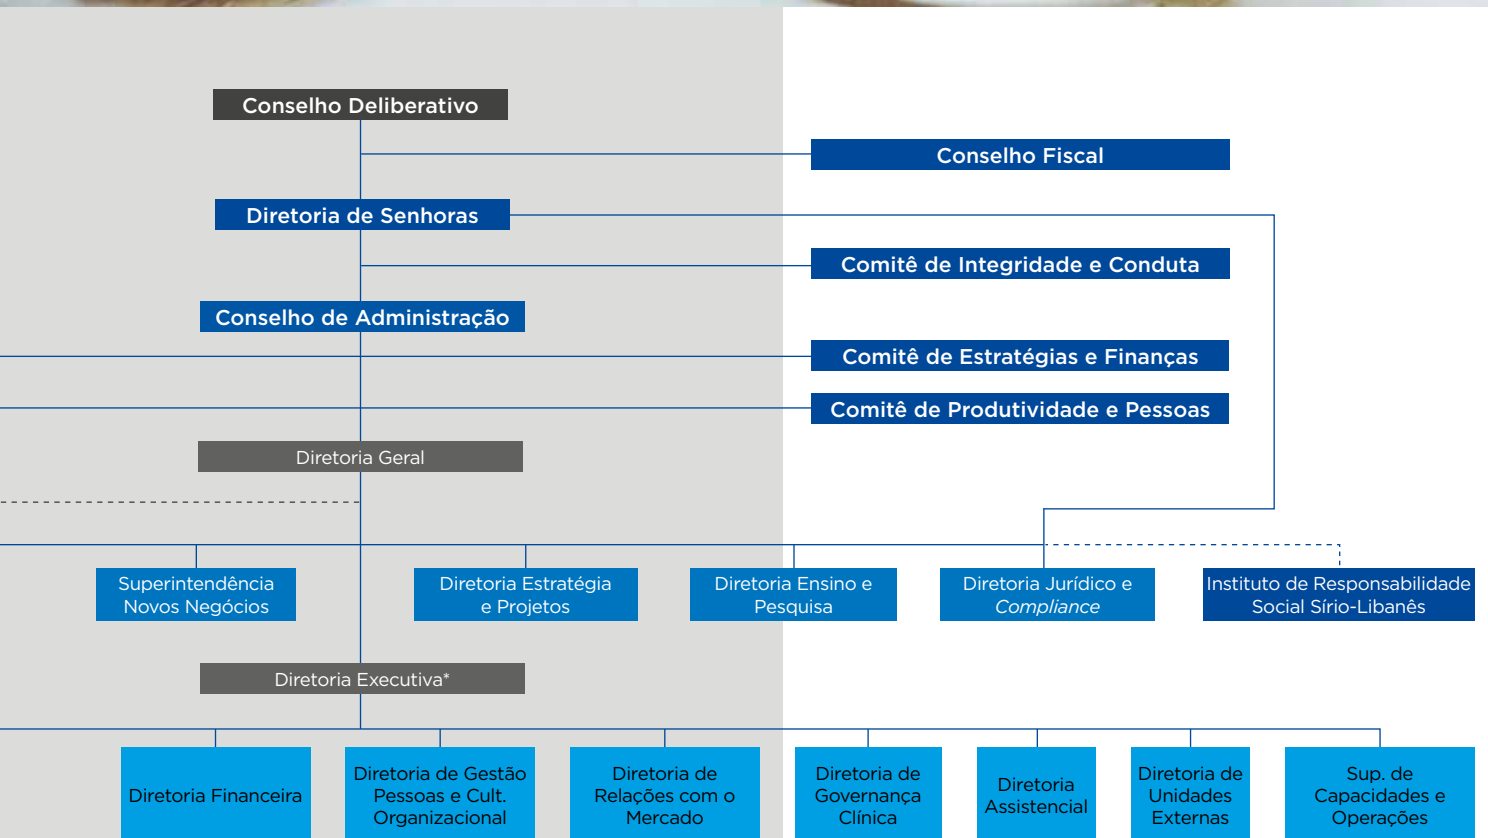 Conselho Deliberativo
Conselho Fiscal
Diretoria de Senhoras
Comitê de Integridade e Conduta
Conselho de Administração
Comitê de Estratégias e Finanças
Comitê de Produtividade e Pessoas
Diretoria Geral
Superintendência
Novos Negócios
Diretoria Estratégia
e Projetos
Diretoria Ensino e
Pesquisa
Diretoria Jurídico e
Compliance
Instituto de Responsabilidade
Social Sírio-Libanês
Diretoria Executiva*
Diretoria Financeira
Diretoria de Gestão
Pessoas e Cult.
Organizacional
Diretoria de
Relações com o
Mercado
Diretoria de
Governança
Clínica
Diretoria
Assistencial
Diretoria de
Unidades
Externas
Sup. de
Capacidades e
Operações